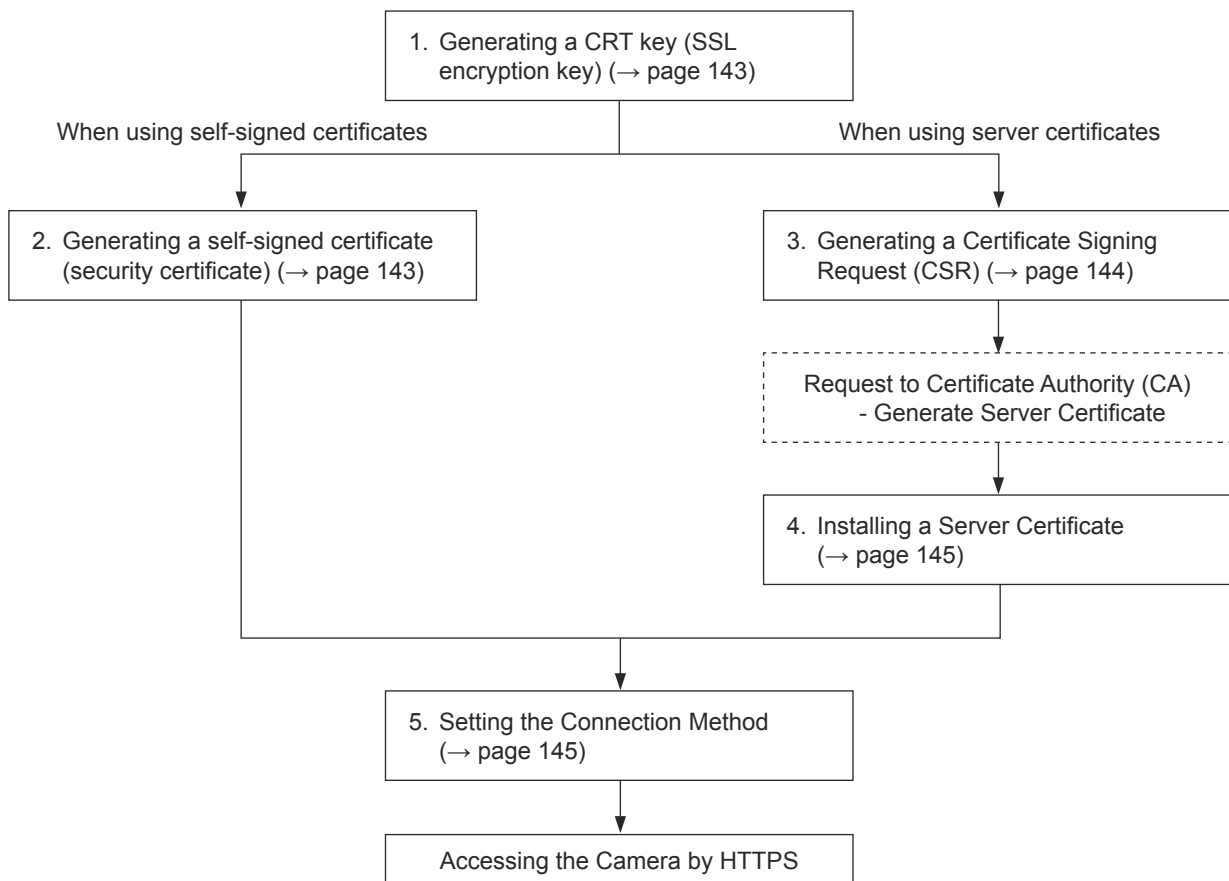 1. Generating a CRT key (SSL
encryption key) (→ page 143)
When using self-signed certificates
When using server certificates
2. Generating a self-signed certificate
(security certificate) (→ page 143)
3. Generating a Certificate Signing
Request (CSR) (→ page 144)
Request to Certificate Authority (CA)
- Generate Server Certificate
4. Installing a Server Certificate
(→ page 145)
5. Setting the Connection Method
(→ page 145)
Accessing the Camera by HTTPS